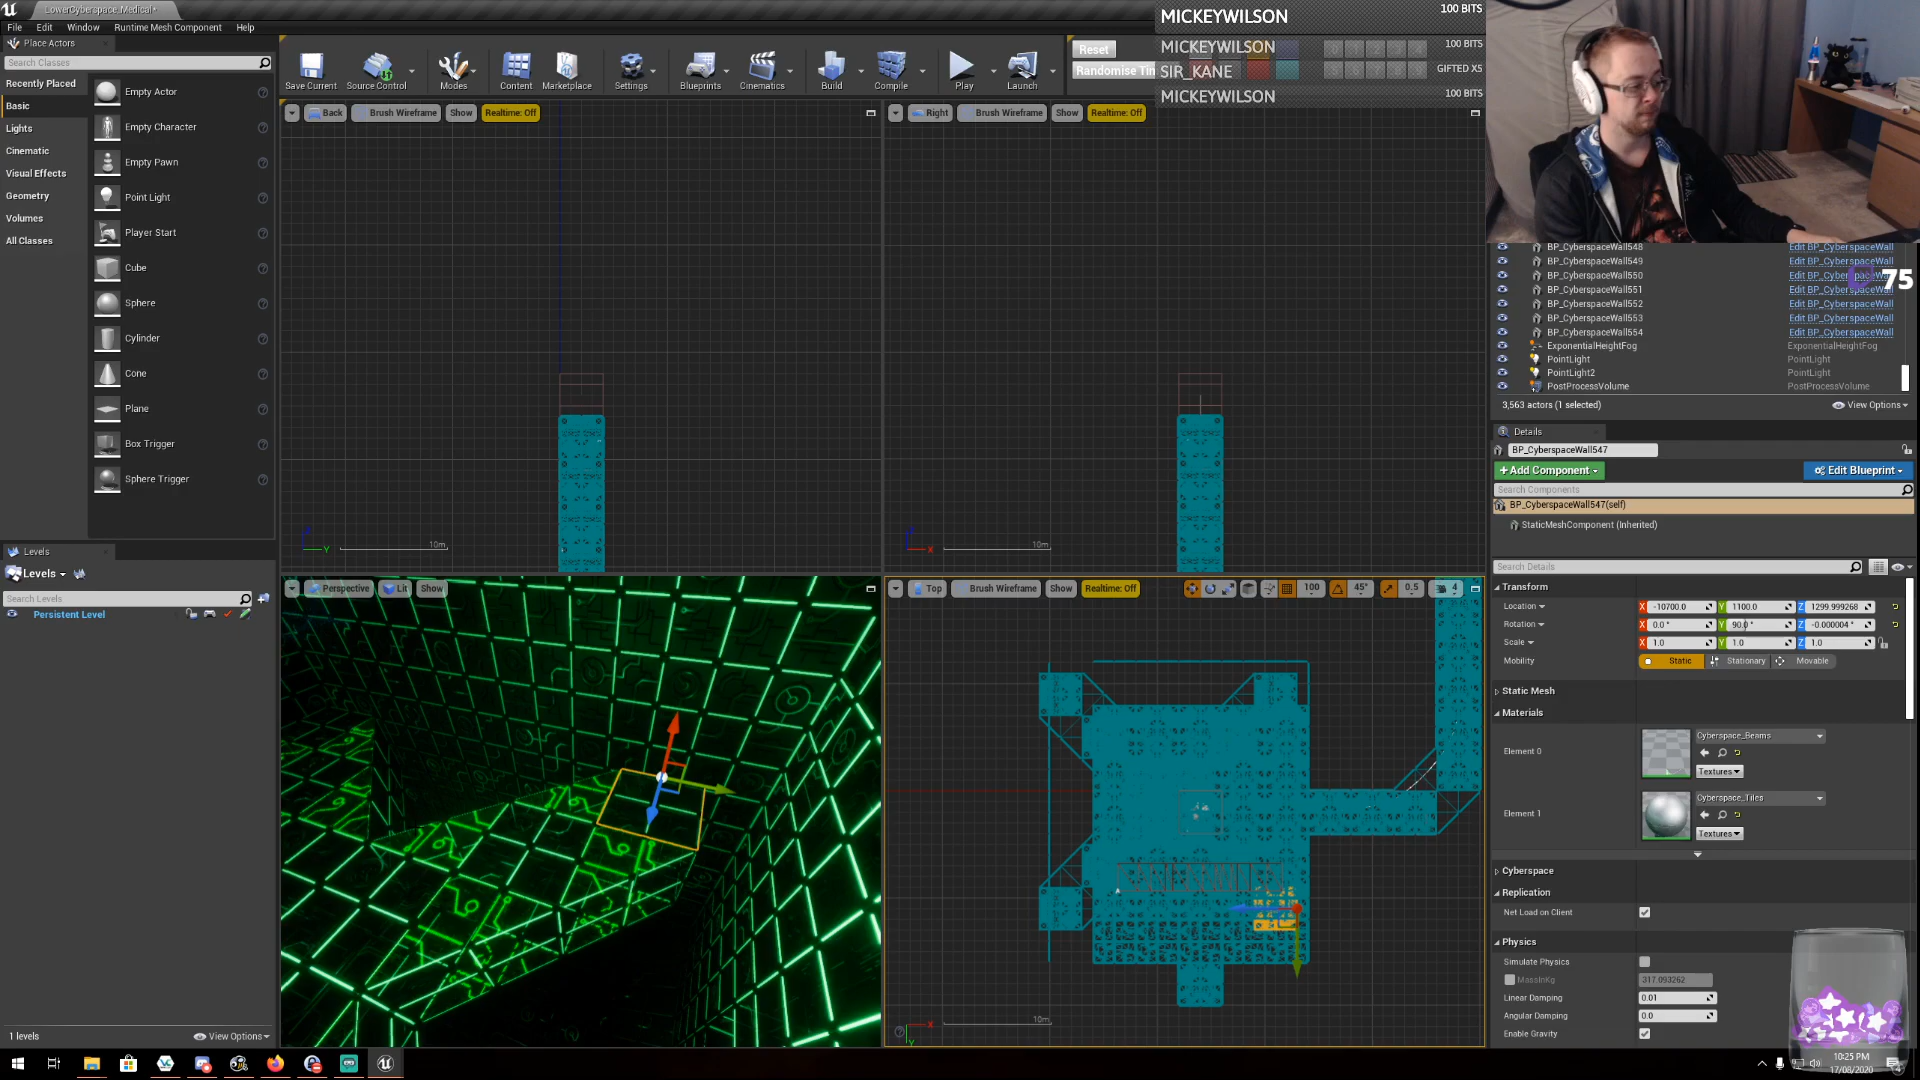 LowerCyberspace_Medical*
File Edit Window Runtime Mesh Component Help
MICKEYWILSON 100 BITS
MICKEYWILSON 100 BITS
SIR_KANE GIFTED X5
MICKEYWILSON 100 BITS
Place Actors
Search Classes
Recently Placed
Basic
Lights
Cinematic
Visual Effects
Geometry
Volumes
All Classes
Empty Actor
Empty Character
Empty Pawn
Point Light
Player Start
Cube
Sphere
Cylinder
Cone
Plane
Box Trigger
Sphere Trigger
Save Current Source Control Modes Content Marketplace Settings Blueprints Cinematics Build Compile Play Launch
Reset
Randomise Tin
Back Brush Wireframe Show Realtime: Off
Right Brush Wireframe Show Realtime: Off
10m
10m
Perspective Lit Show
Top Brush Wireframe Show Realtime: Off 100 45° 0.5 4
10m
Levels
Levels
Search Levels
Persistent Level
1 levels View Options
BP_CyberspaceWall548 Edit BP_CyberspaceWall
BP_CyberspaceWall549 Edit BP_CyberspaceWall
BP_CyberspaceWall550 Edit BP_CyberspaceWall
BP_CyberspaceWall551 Edit BP_CyberspaceWall
BP_CyberspaceWall552 Edit BP_CyberspaceWall
BP_CyberspaceWall553 Edit BP_CyberspaceWall
BP_CyberspaceWall554 Edit BP_CyberspaceWall
75
ExponentialHeightFog ExponentialHeightFog
PointLight PointLight
PointLight2 PointLight
PostProcessVolume PostProcessVolume
3,563 actors (1 selected) View Options
Details
BP_CyberspaceWall547
+Add Component Edit Blueprint
Search Components
BP_CyberspaceWall547(self)
StaticMeshComponent (Inherited)
Search Details
Transform
Location X -10700.0 Y 1100.0 Z 1299.999268
Rotation X 0.0° Y 90.0° Z -0.000004°
Scale X 1.0 Y 1.0 Z 1.0
Mobility Static Stationary Movable
Static Mesh
Materials
Element 0 Cyberspace_Beams
Textures
Element 1 Cyberspace_Tiles
Textures
Cyberspace
Replication
Net Load on Client
Physics
Simulate Physics
MassInKg 317.093262
Linear Damping 0.01
Angular Damping 0.0
Enable Gravity
10:25 PM
17/08/2020